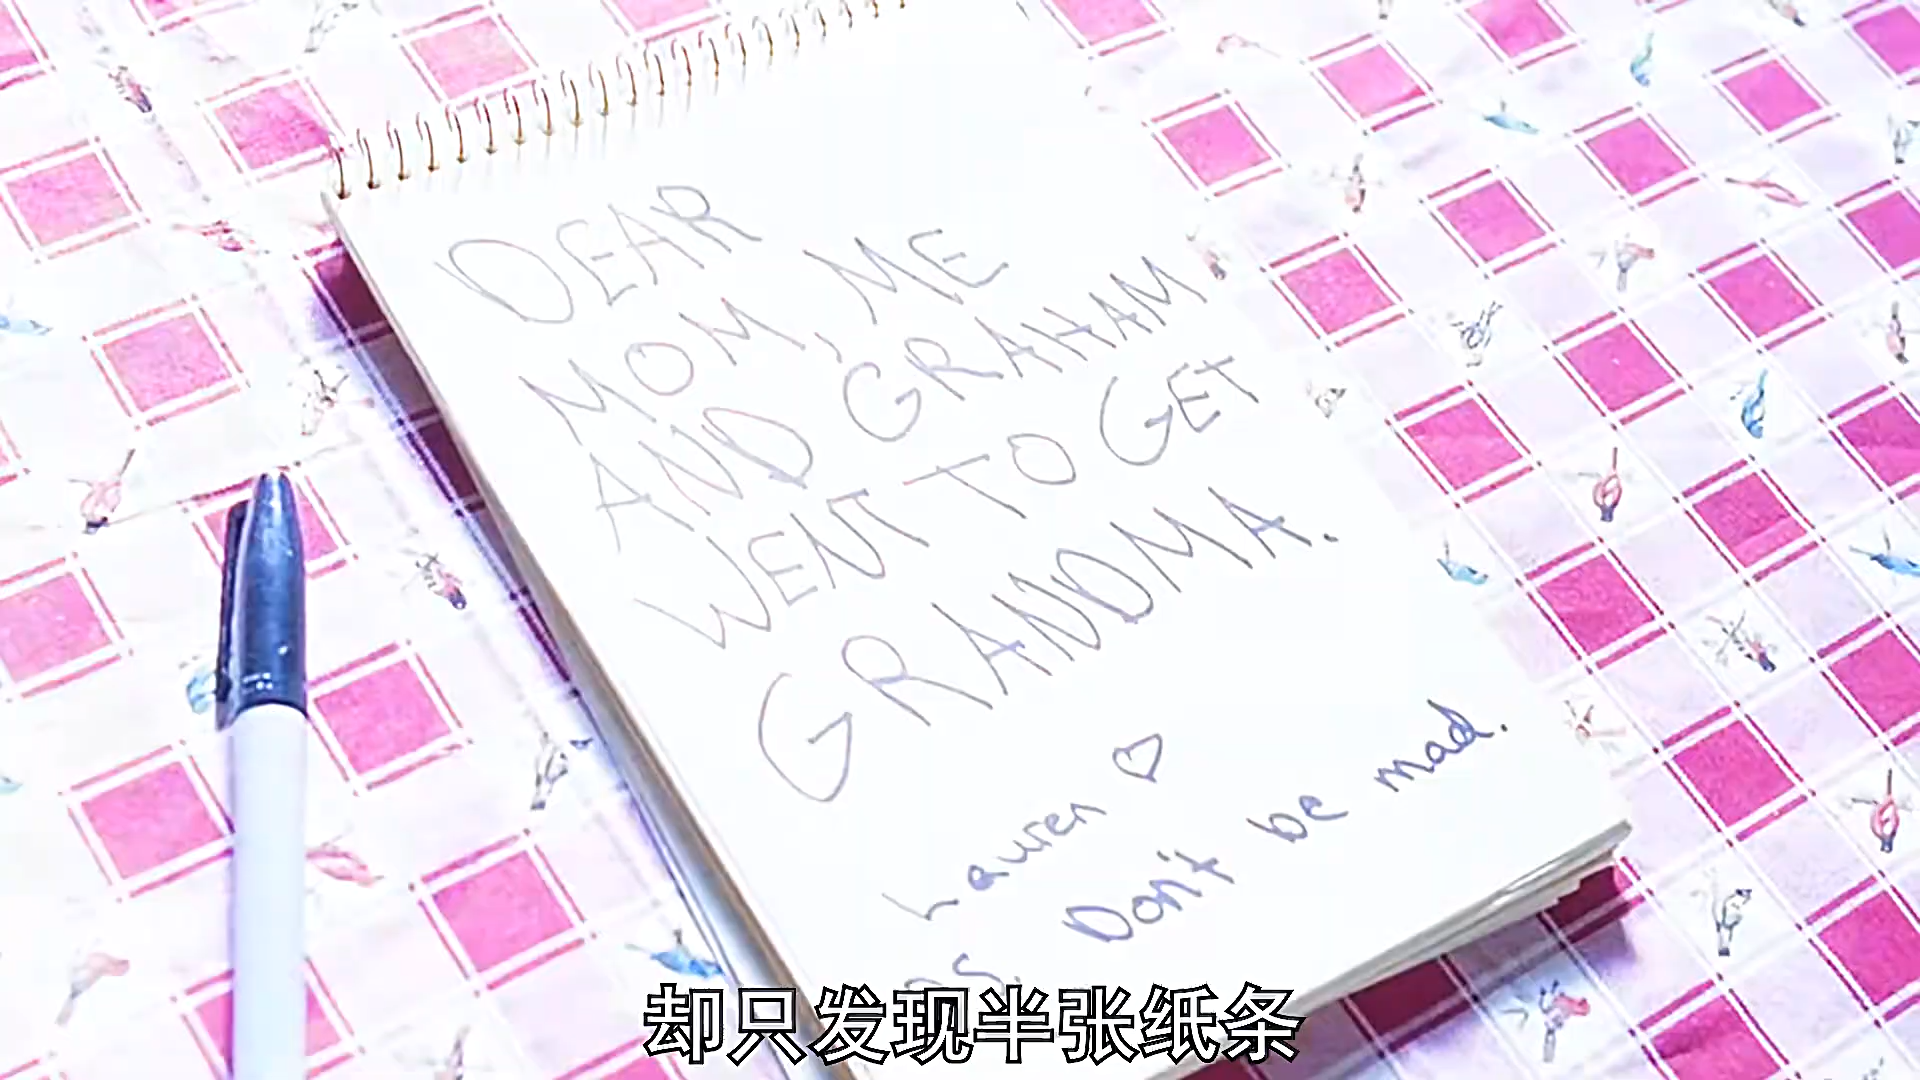 DEAR
MOM, ME
AND GRAHAM
WENT TO GET
GRANDMA.
Lauren ♡
P.S. Don't be mad.
却只发现半张纸条